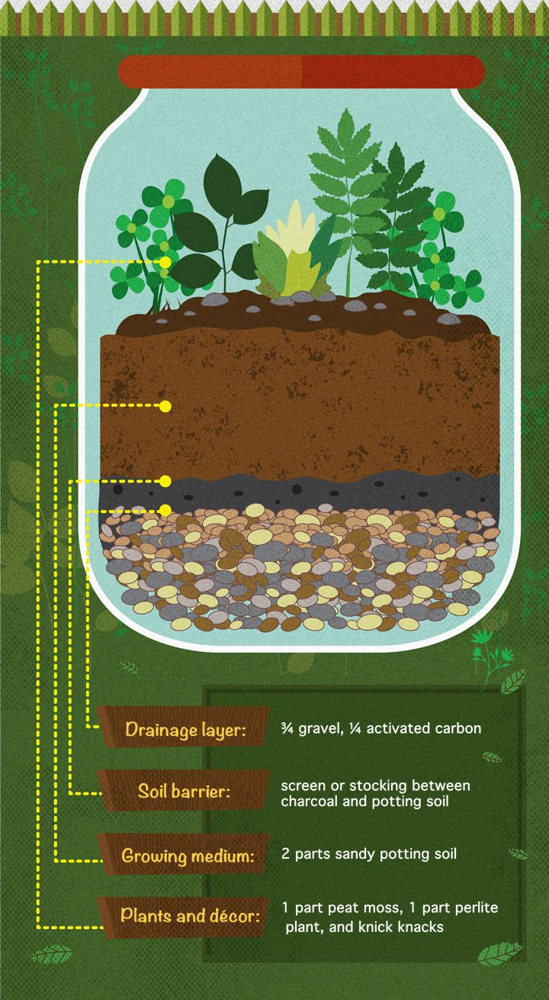 Drainage layer:
¾ gravel, ¼ activated carbon
Soil barrier:
screen or stocking between
charcoal and potting soil
Growing medium:
2 parts sandy potting soil
Plants and décor:
1 part peat moss, 1 part perlite
plant, and knick knacks